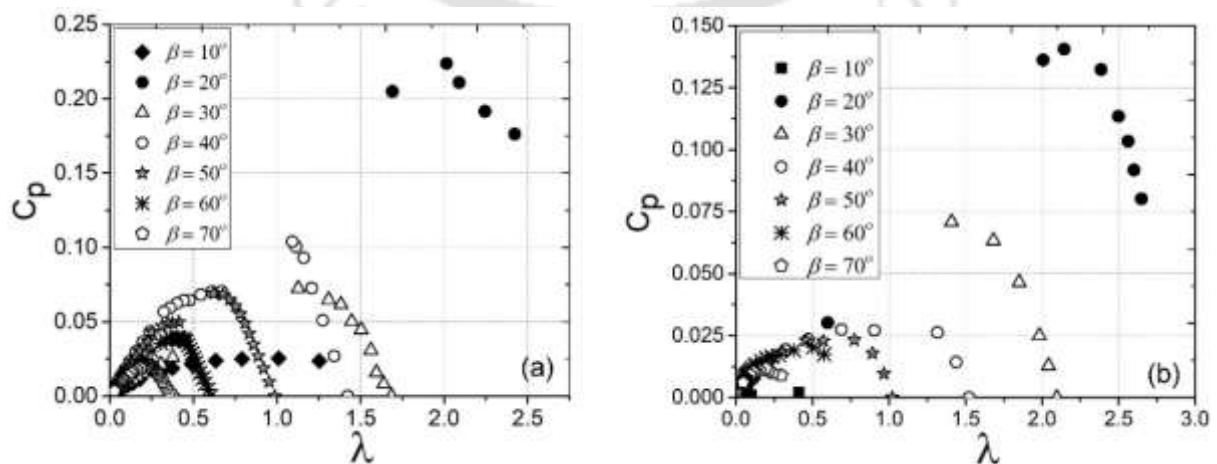 0.25
0.20
0.15
0.10
0.05
0.00
Cp
β = 10°
β = 20°
β = 30°
β = 40°
β = 50°
β = 60°
β = 70°
(a)
0.0 0.5 1.0 1.5 2.0 2.5
λ
0.150
0.125
0.100
0.075
0.050
0.025
0.000
Cp
β = 10°
β = 20°
β = 30°
β = 40°
β = 50°
β = 60°
β = 70°
(b)
0.0 0.5 1.0 1.5 2.0 2.5 3.0
λ